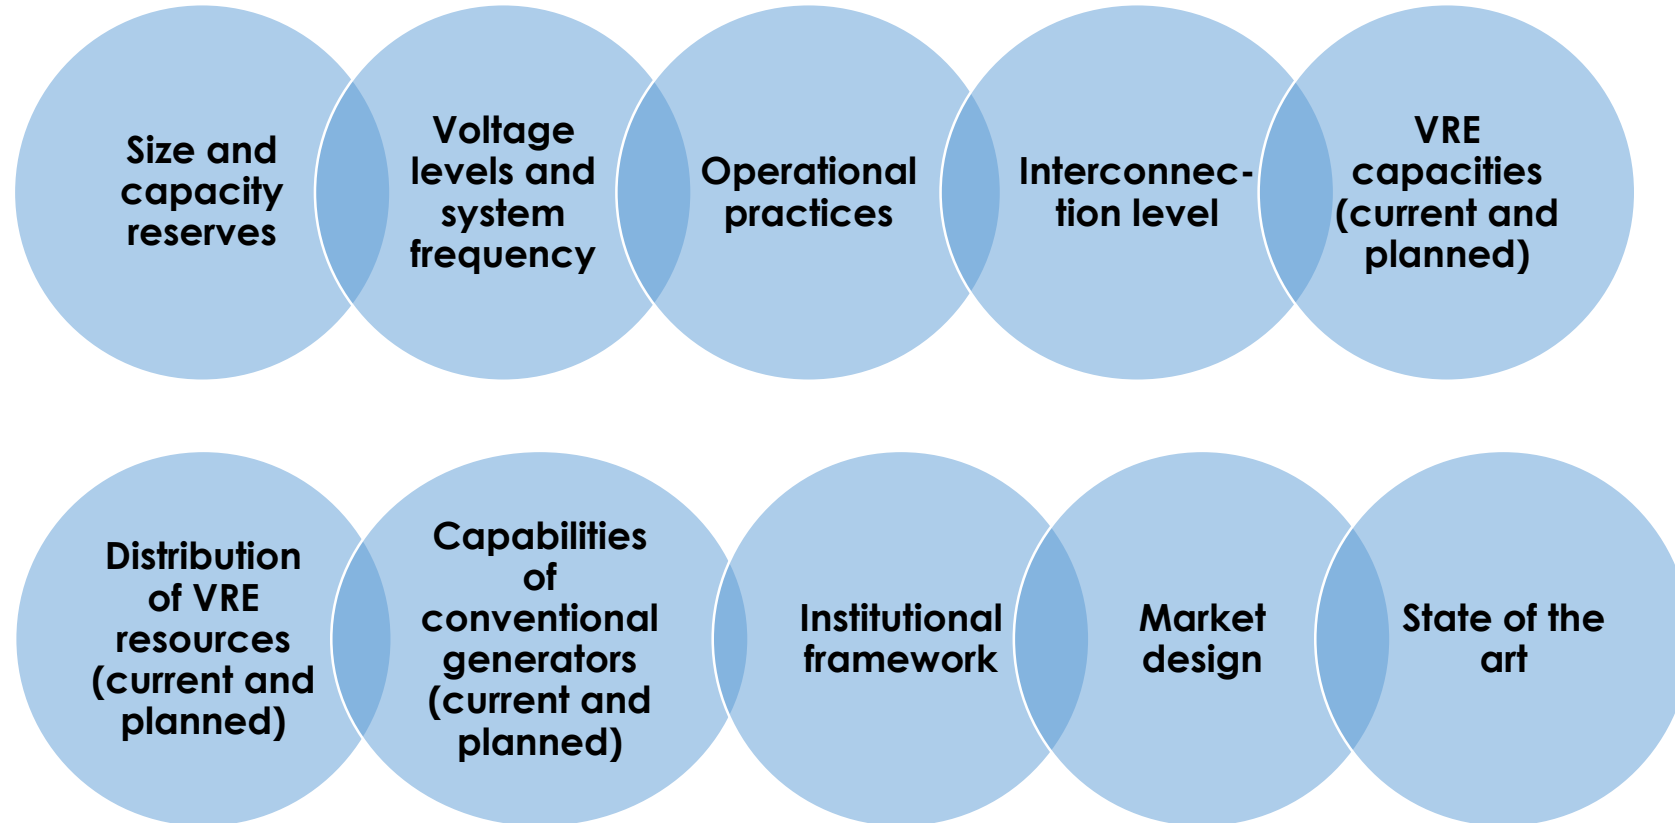 Size and
capacity
reserves
Voltage
levels and
system
frequency
Operational
practices
Interconnec-
tion level
VRE
capacities
(current and
planned)
Distribution
of VRE
resources
(current and
planned)
Capabilities
of
conventional
generators
(current and
planned)
Institutional
framework
Market
design
State of the
art